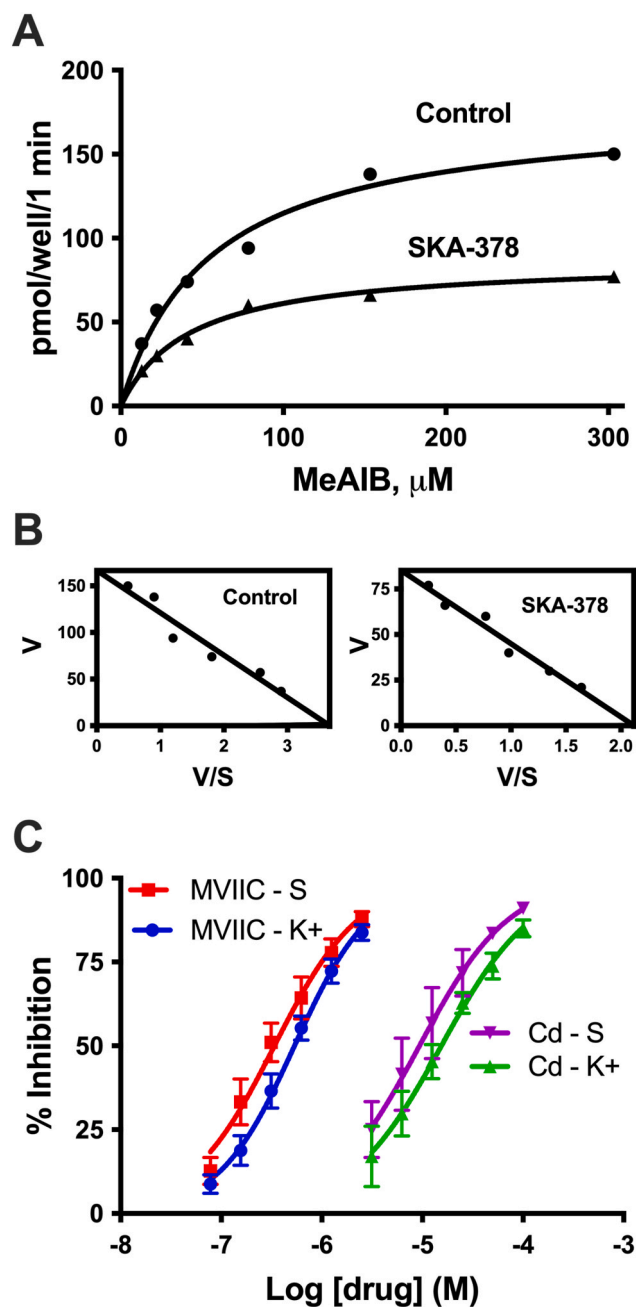 A
200
150
100
50
0
pmol/well/1 min
Control
SKA-378
0 100 200 300
MeAIB, μM
B
150
100
50
0
V
Control
0 1 2 3
V/S
75
50
25
0
V
SKA-378
0.0 0.5 1.0 1.5 2.0
V/S
C
100
75
50
25
0
% Inhibition
MVIIC - S
MVIIC - K+
Cd - S
Cd - K+
-8 -7 -6 -5 -4 -3
Log [drug] (M)